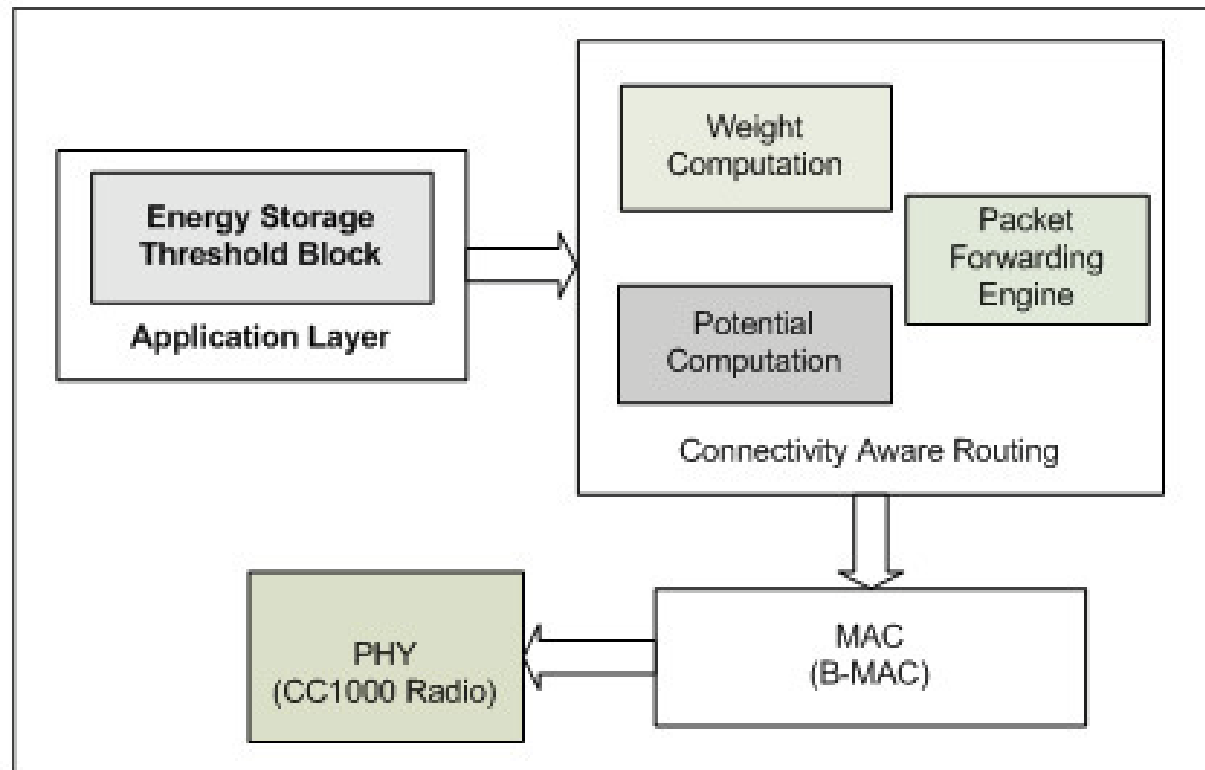 Energy Storage
Threshold Block
Application Layer
Weight
Computation
Packet
Forwarding
Engine
Potential
Computation
Connectivity Aware Routing
MAC
(B-MAC)
PHY
(CC1000 Radio)